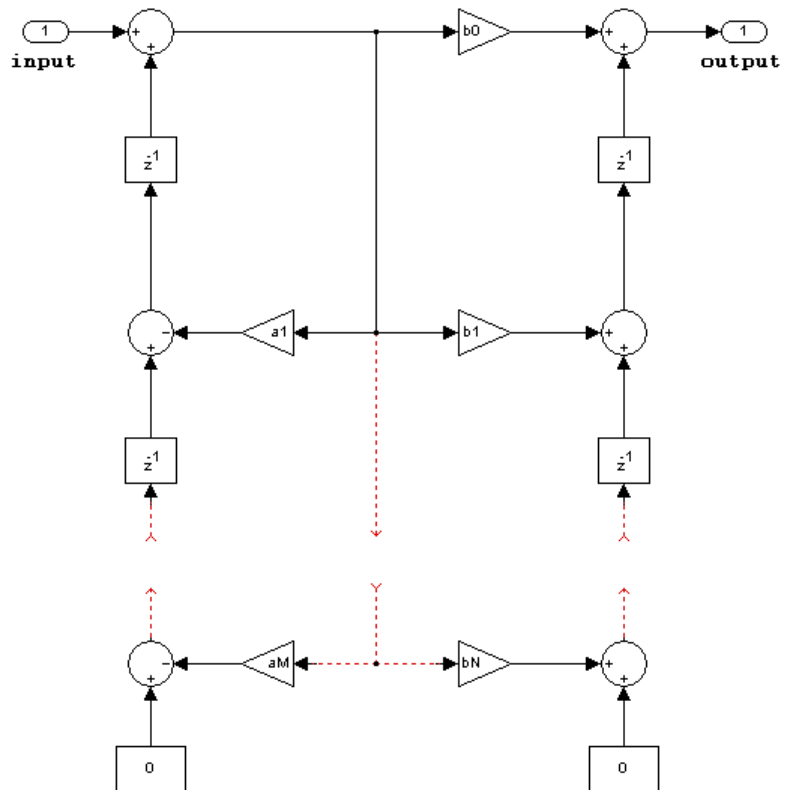 1 + + b0 + + 1
input output
z-1 z-1
- + a1 b1 + +
z-1 z-1
- + aM bN + +
0 0